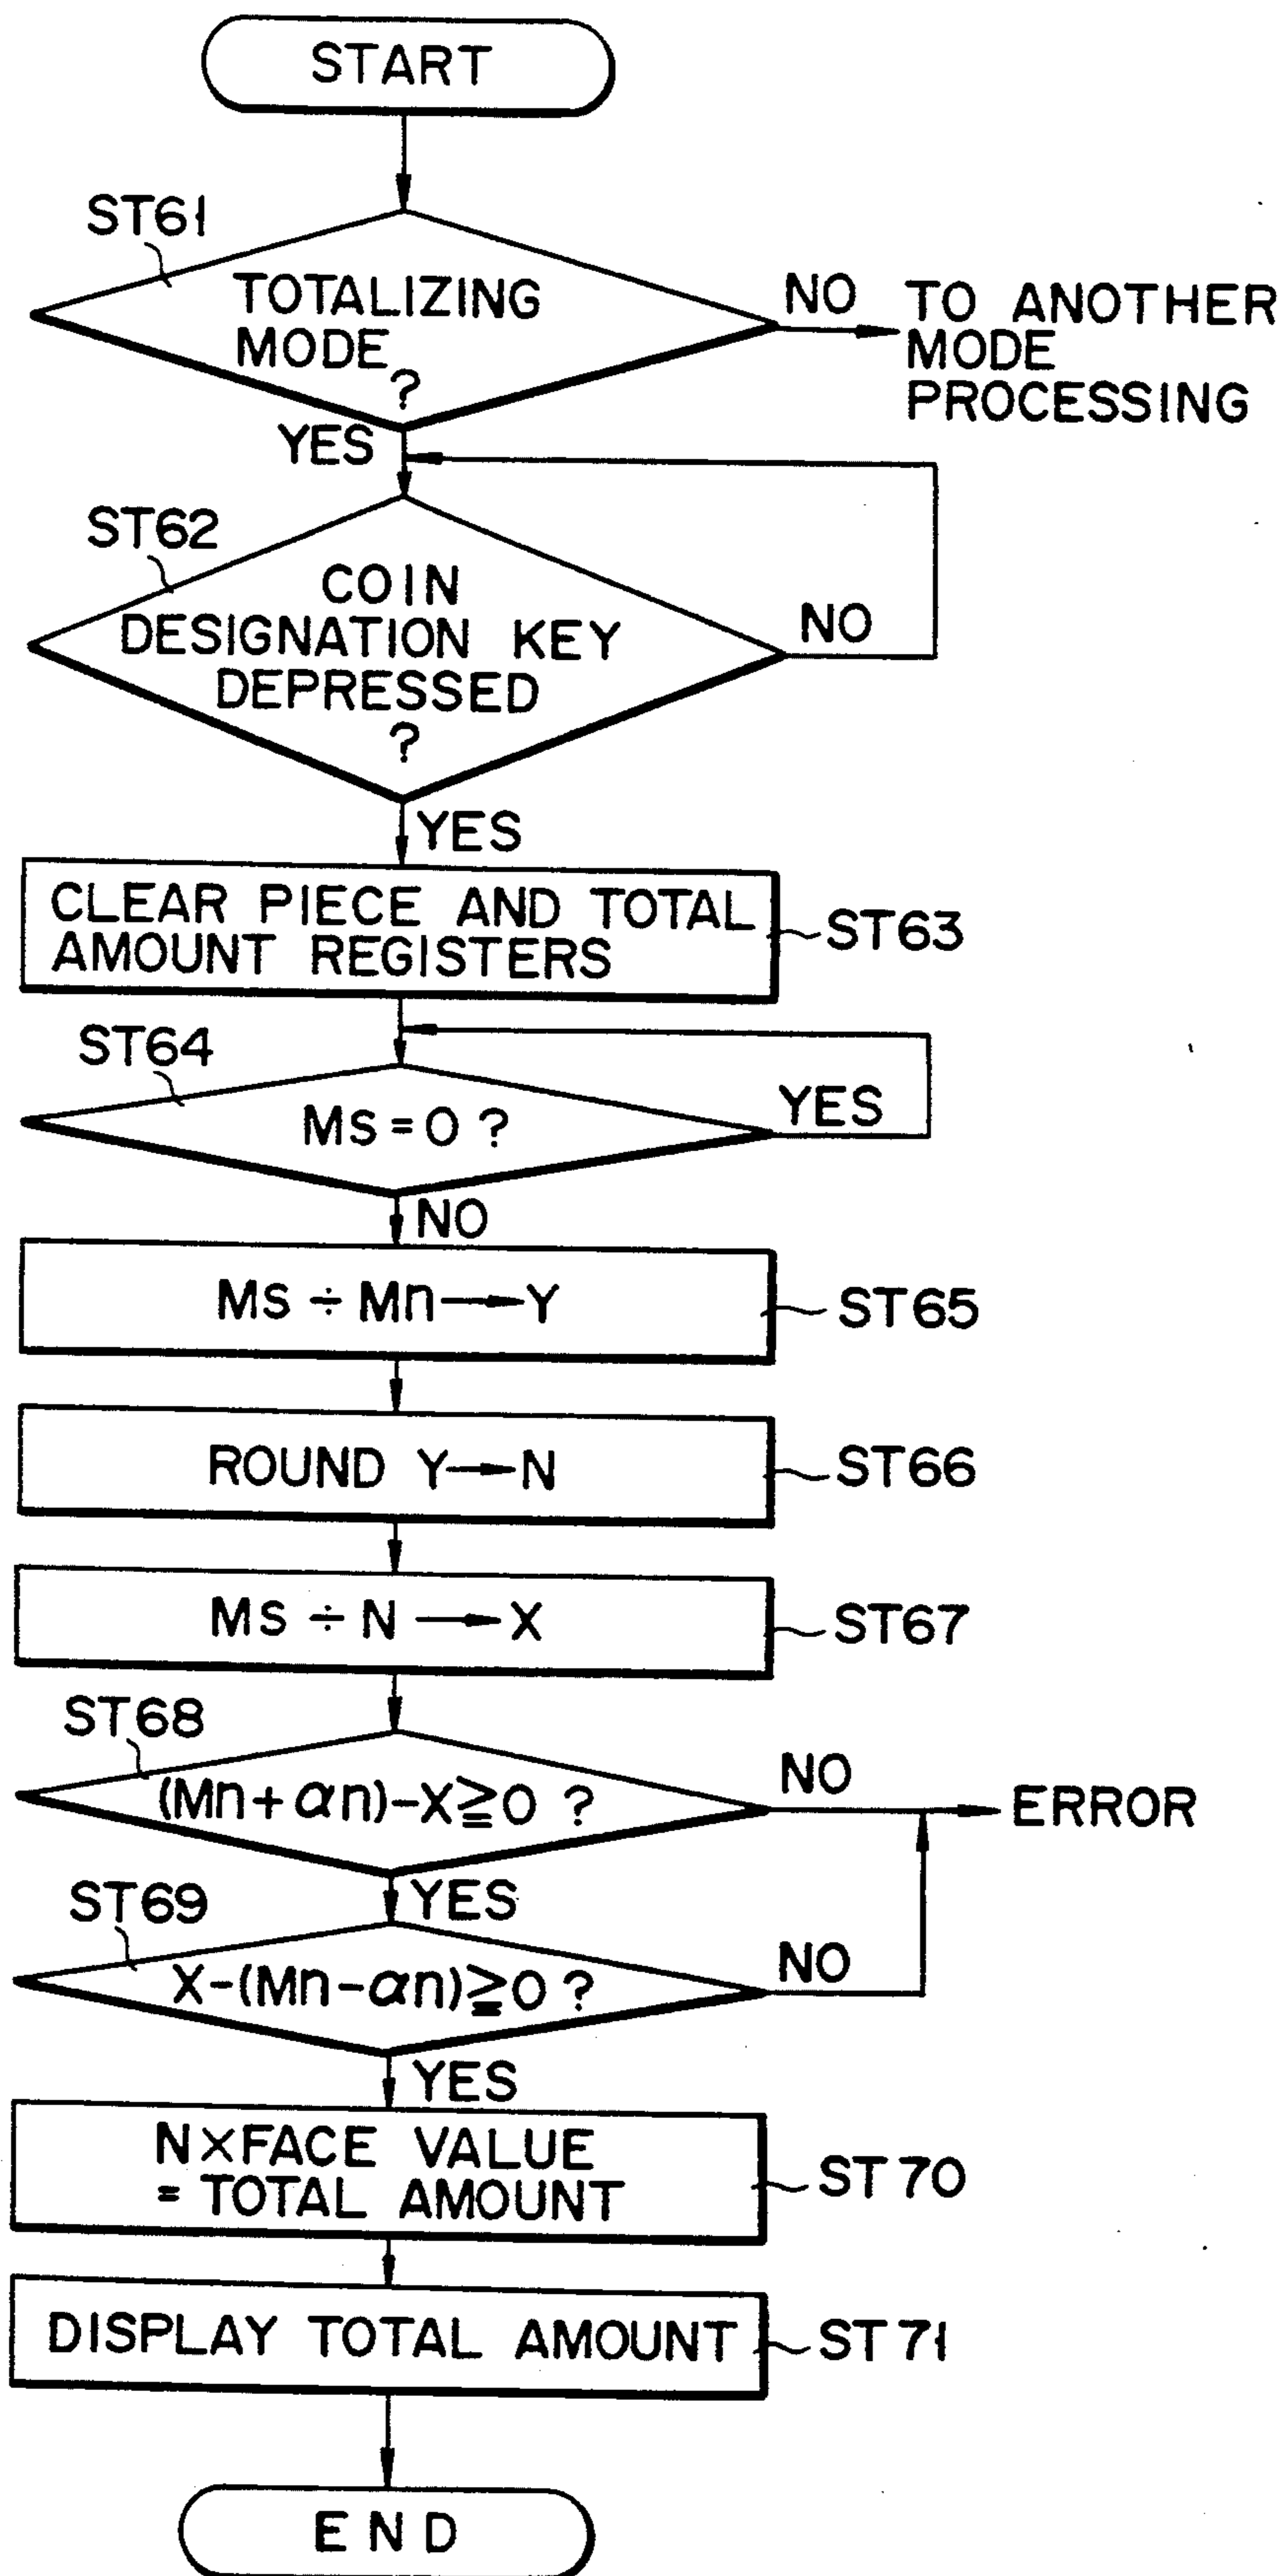 START
ST61
TOTALIZING
MODE
?
NO
TO ANOTHER
MODE
PROCESSING
YES
ST62
COIN
DESIGNATION KEY
DEPRESSED
?
NO
YES
CLEAR PIECE AND TOTAL
AMOUNT REGISTERS
ST63
ST64
Ms=0?
YES
NO
Ms÷Mn→Y
ST65
ROUND Y→N
ST66
Ms÷N→X
ST67
ST68
(Mn+αn)-X≧0?
NO
ERROR
YES
ST69
X-(Mn-αn)≧0?
NO
YES
N×FACE VALUE
=TOTAL AMOUNT
ST70
DISPLAY TOTAL AMOUNT
ST71
END